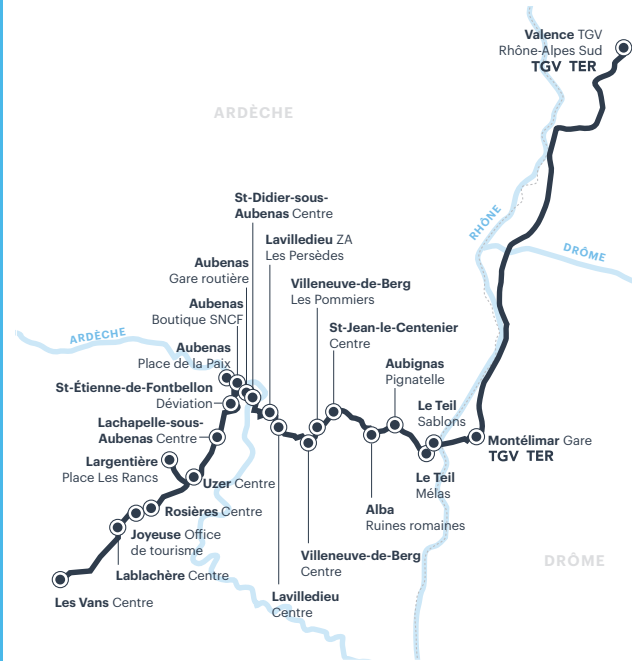 Valence TGV
Rhône-Alpes Sud
TGV TER
ARDÈCHE
St-Didier-sous-
Aubenas Centre
RHÔNE
Lavilledieu ZA
Les Persèdes
DRÔME
Aubenas
Gare routière
Villeneuve-de-Berg
Les Pommiers
Aubenas
Boutique SNCF
St-Jean-le-Centenier
Centre
ARDÈCHE
Aubenas
Place de la Paix
Aubignas
Pignatelle
St-Étienne-de-Fontbellon
Déviation
Le Teil
Sablons
Lachapelle-sous-
Aubenas Centre
Montélimar Gare
TGV TER
Largentière
Place Les Rancs
Uzer Centre
Le Teil
Mélas
Rosières Centre
Alba
Ruines romaines
Joyeuse Office
de tourisme
Villeneuve-de-Berg
Centre
DRÔME
Lablachère Centre
Les Vans Centre
Lavilledieu
Centre